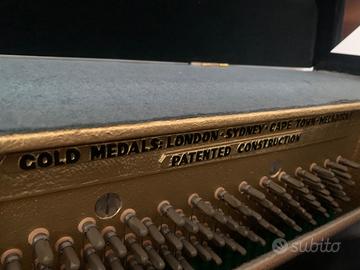 GOLD MEDALS: LONDON - SYDNEY - CAPE TOWN - MELBOURNE
PATENTED CONSTRUCTION
subito